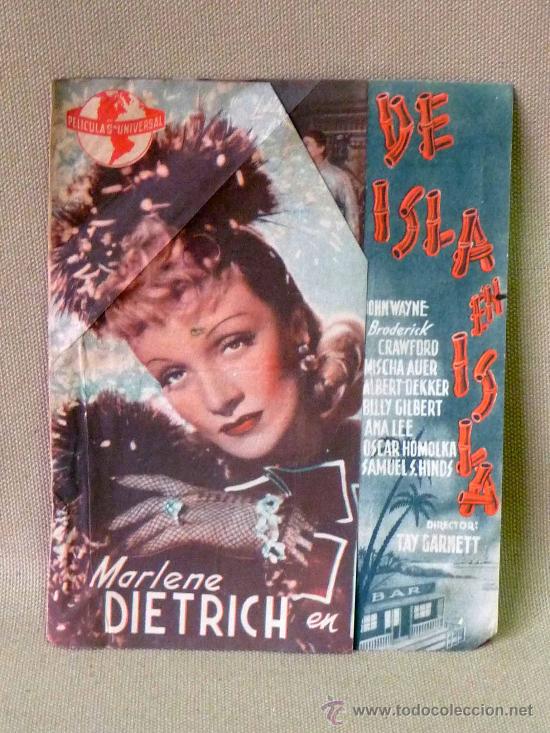 PELICULAS UNIVERSAL
DE
ISLA
EN
ISLA
JOHN WAYNE
Broderick
CRAWFORD
MISCHA AUER
ALBERT DEKKER
BILLY GILBERT
ANA LEE
OSCAR HOMOLKA
SAMUEL S. HINDS
DIRECTOR:
TAY GARNETT
BAR
Marlene
DIETRICH en
todocoleccion
www.todocoleccion.net